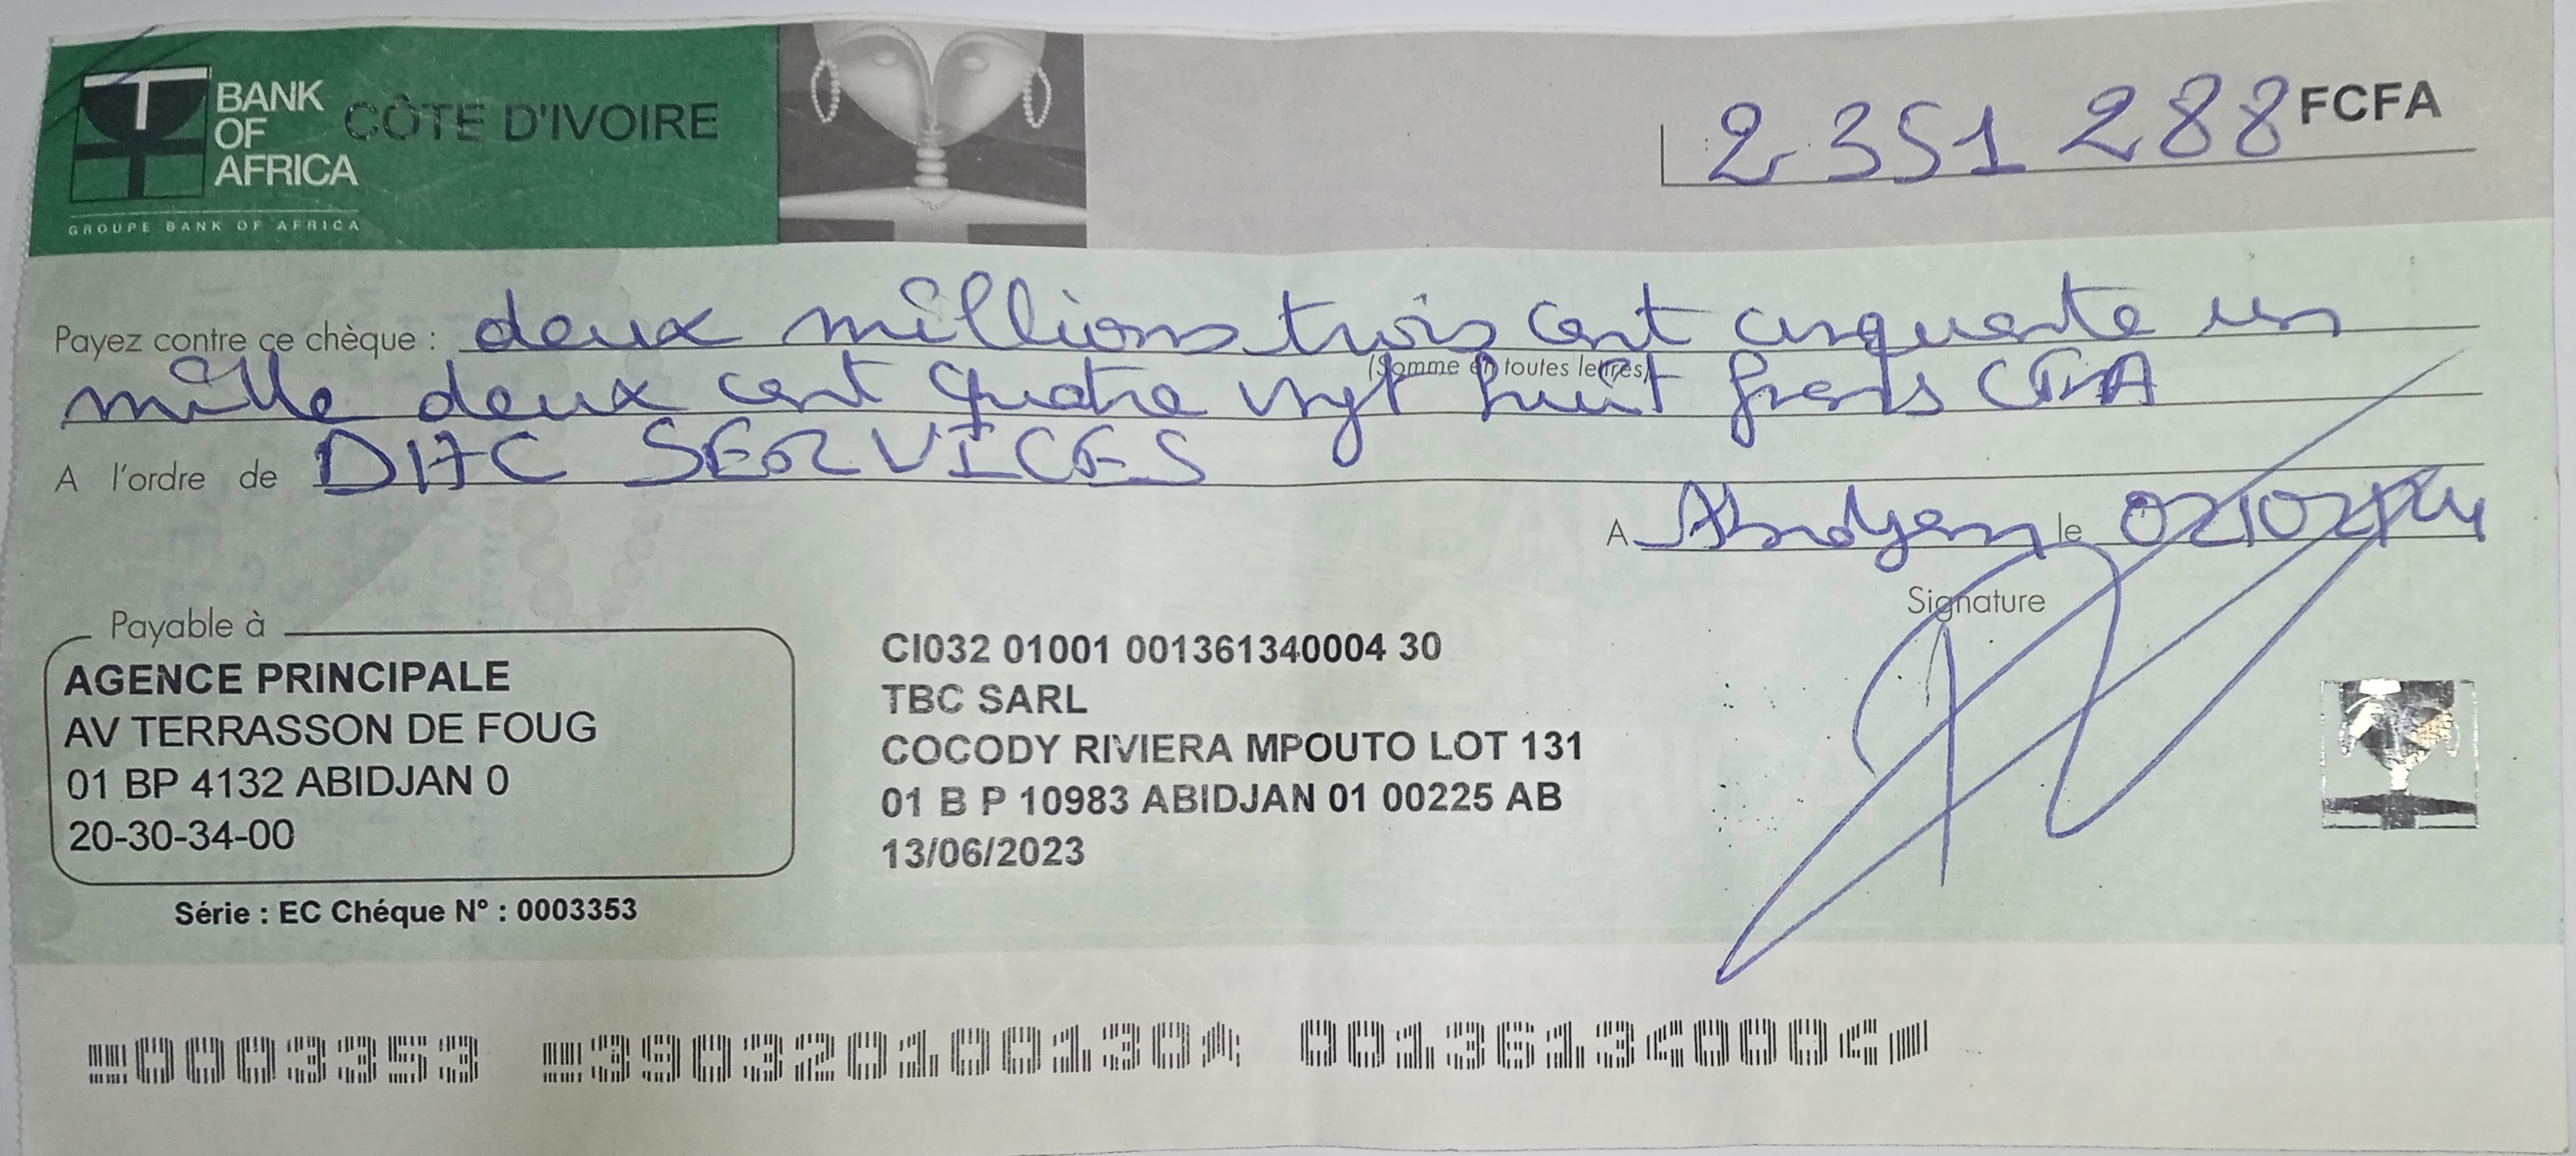 BANK OF AFRICA
CÔTE D'IVOIRE
GROUPE BANK OF AFRICA
2 351 288 FCFA
Payez contre ce chèque : deux millions trois cent cinquante un
(Somme en toutes lettres)
mille deux cent quatre vingt huit francs CFA
A l'ordre de DI7C SERVICES
A Abidjan le 02/02/24
Signature
Payable à
AGENCE PRINCIPALE
AV TERRASSON DE FOUG
01 BP 4132 ABIDJAN 0
20-30-34-00
CI032 01001 001361340004 30
TBC SARL
COCODY RIVIERA MPOUTO LOT 131
01 B P 10983 ABIDJAN 01 00225 AB
13/06/2023
Série : EC Chéque N° : 0003353
0003353 390320100130 001361340004